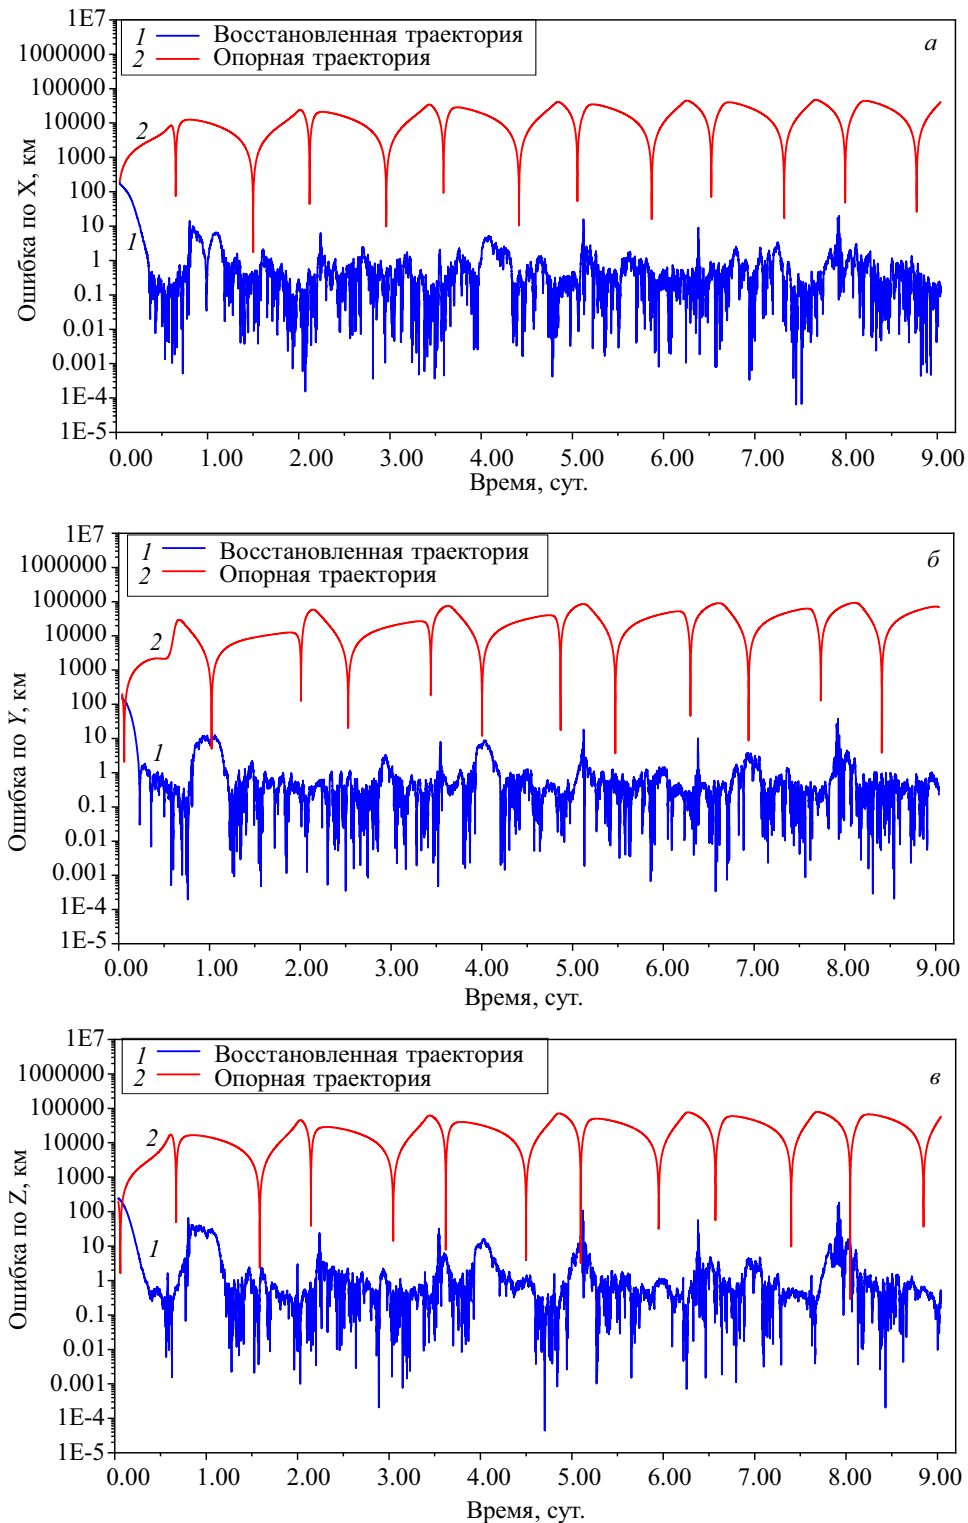 1E7
1 Восстановленная траектория
2 Опорная траектория
а
1000000
100000
10000
1000
100
10
1
0.1
0.01
0.001
1E-4
1E-5
2
1
Ошибка по X, км
0.00 1.00 2.00 3.00 4.00 5.00 6.00 7.00 8.00 9.00
Время, сут.
1E7
1 Восстановленная траектория
2 Опорная траектория
б
1000000
100000
10000
1000
100
10
1
0.1
0.01
0.001
1E-4
1E-5
2
1
Ошибка по Y, км
0.00 1.00 2.00 3.00 4.00 5.00 6.00 7.00 8.00 9.00
Время, сут.
1E7
1 Восстановленная траектория
2 Опорная траектория
в
1000000
100000
10000
1000
100
10
1
0.1
0.01
0.001
1E-4
1E-5
2
1
Ошибка по Z, км
0.00 1.00 2.00 3.00 4.00 5.00 6.00 7.00 8.00 9.00
Время, сут.